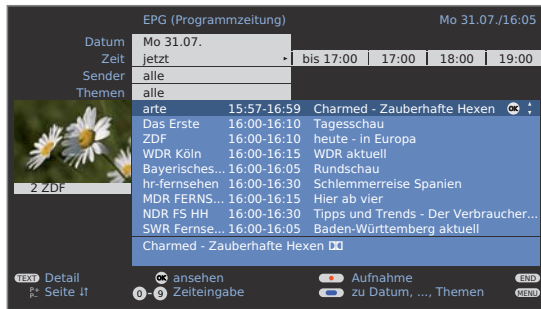 EPG (Programmzeitung) Mo 31.07./16:05
Datum Mo 31.07.
Zeit jetzt bis 17:00 17:00 18:00 19:00
Sender alle
Themen alle
arte 15:57-16:59 Charmed - Zauberhafte Hexen OK
Das Erste 16:00-16:10 Tagesschau
ZDF 16:00-16:10 heute - in Europa
WDR Köln 16:00-16:15 WDR aktuell
Bayerisches... 16:00-16:05 Rundschau
hr-fernsehen 16:00-16:30 Schlemmerreise Spanien
2 ZDF
MDR FERNS... 16:00-16:15 Hier ab vier
NDR FS HH 16:00-16:30 Tipps und Trends - Der Verbraucher...
SWR Fernse... 16:00-16:05 Baden-Württemberg aktuell
Charmed - Zauberhafte Hexen
TEXT Detail OK ansehen Aufnahme END
P+ P- Seite 0-9 Zeiteingabe zu Datum, ..., Themen MENU